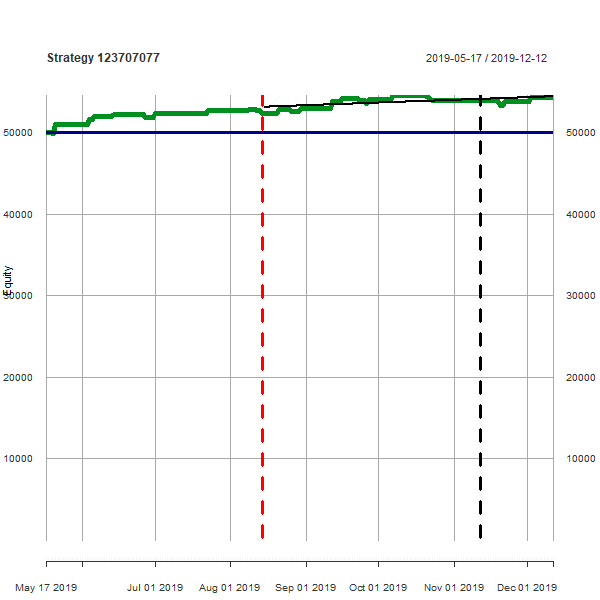 Strategy 123707077 2019-05-17 / 2019-12-12
50000 50000
40000 40000
Equity
30000 30000
20000 20000
10000 10000
May 17 2019 Jul 01 2019 Aug 01 2019 Sep 01 2019 Oct 01 2019 Nov 01 2019 Dec 01 2019